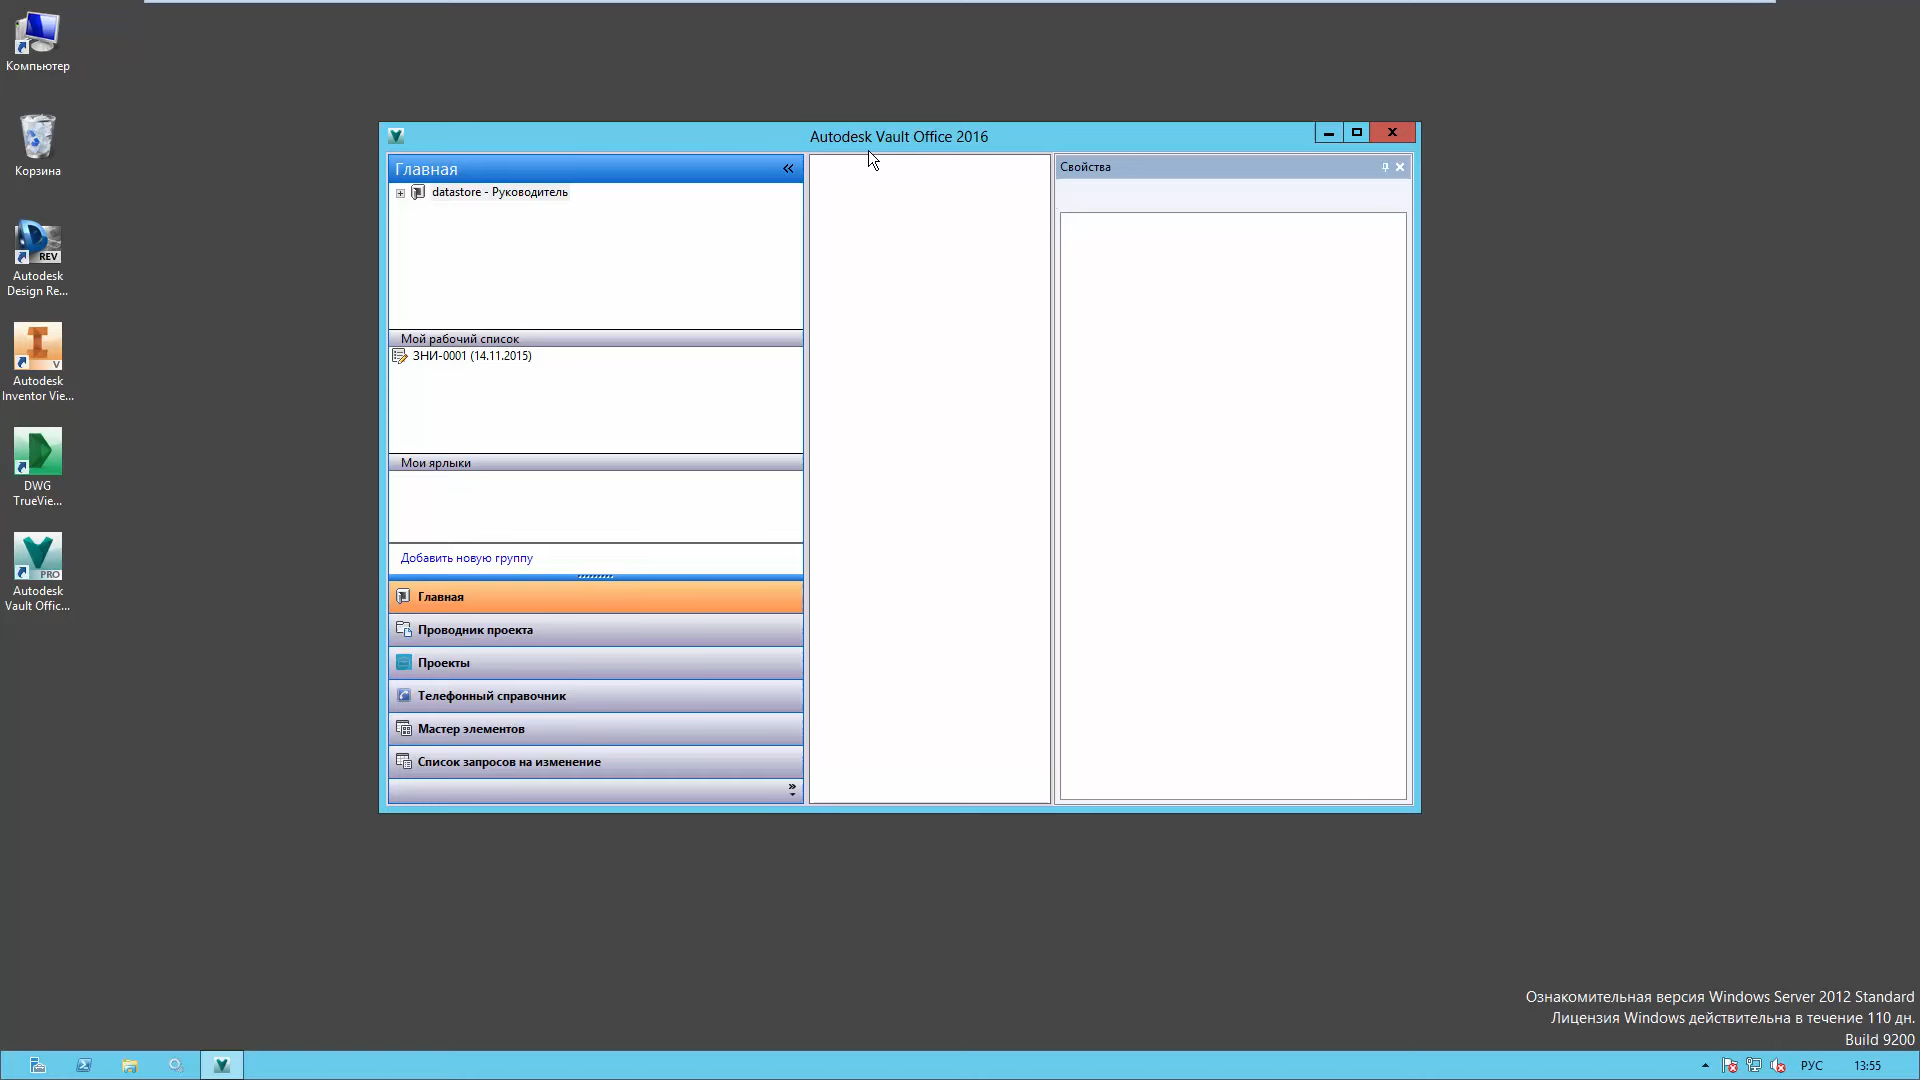 Компьютер
Корзина
REV
Autodesk
Design Re...
V
Autodesk
Inventor Vie...
DWG
TrueVie...
PRO
Autodesk
Vault Offic...
Autodesk Vault Office 2016
Главная
datastore - Руководитель
Мой рабочий список
ЗНИ-0001 (14.11.2015)
Мои ярлыки
Добавить новую группу
Главная
Проводник проекта
Проекты
Телефонный справочник
Мастер элементов
Список запросов на изменение
Свойства
Ознакомительная версия Windows Server 2012 Standard
Лицензия Windows действительна в течение 110 дн.
Build 9200
РУС
13:55